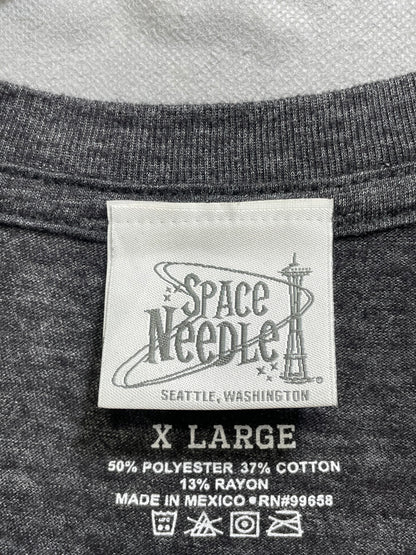 SPACE
NEEDLE
SEATTLE, WASHINGTON
X LARGE
50% POLYESTER 37% COTTON
13% RAYON
MADE IN MEXICO •RN#99658